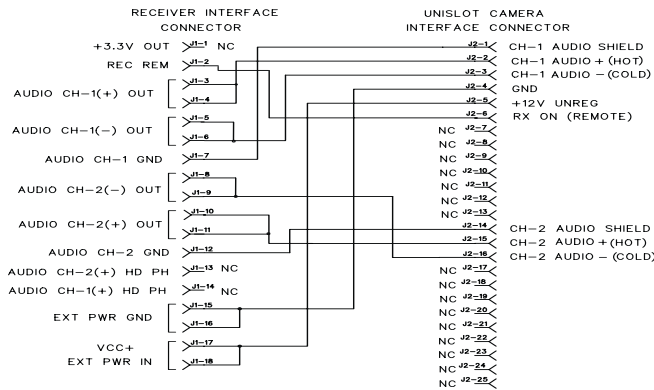 RECEIVER INTERFACE
CONNECTOR
UNISLOT CAMERA
INTERFACE CONNECTOR
+3.3V OUT J1-1 NC
REC REM J1-2
AUDIO CH-1(+) OUT
J1-3
J1-4
AUDIO CH-1(-) OUT
J1-5
J1-6
AUDIO CH-1 GND J1-7
AUDIO CH-2(-) OUT
J1-8
J1-9
AUDIO CH-2(+) OUT
J1-10
J1-11
AUDIO CH-2 GND J1-12
AUDIO CH-2(+) HD PH J1-13 NC
AUDIO CH-1(+) HD PH J1-14 NC
EXT PWR GND
J1-15
J1-16
VCC+
EXT PWR IN
J1-17
J1-18
J2-1 CH-1 AUDIO SHIELD
J2-2 CH-1 AUDIO+(HOT)
J2-3 CH-1 AUDIO-(COLD)
J2-4 GND
J2-5 +12V UNREG
J2-6 RX ON (REMOTE)
NC J2-7
NC J2-8
NC J2-9
NC J2-10
NC J2-11
NC J2-12
NC J2-13
J2-14 CH-2 AUDIO SHIELD
J2-15 CH-2 AUDIO+(HOT)
J2-16 CH-2 AUDIO-(COLD)
NC J2-17
NC J2-18
NC J2-19
NC J2-20
NC J2-21
NC J2-22
NC J2-23
NC J2-24
NC J2-25